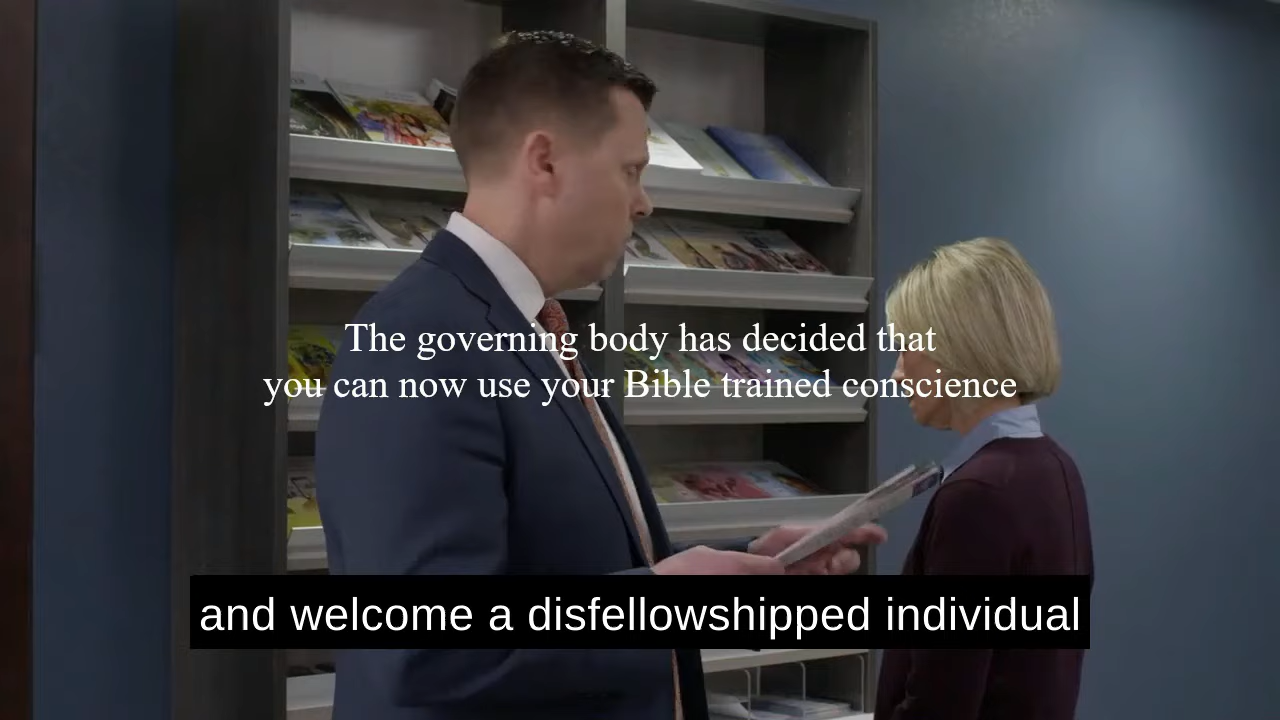 The governing body has decided that
you can now use your Bible trained conscience
and welcome a disfellowshipped individual